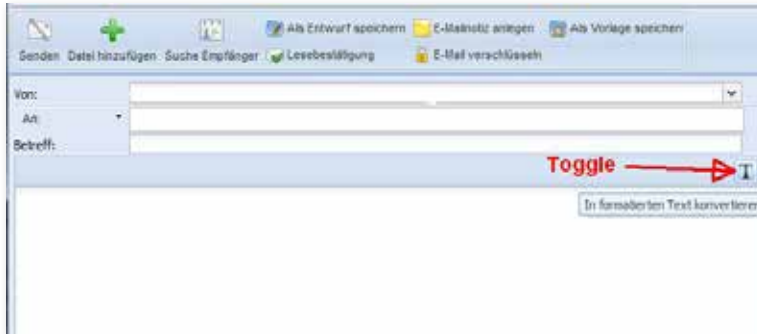 Als Entwurf speichern E-Mailnotiz anlegen Als Vorlage speichern
Senden Datei hinzufügen Suche Empfänger Lesebestätigung E-Mail verschlüsseln
Von:
An
Betreff:
Toggle T
In formatierten Text konvertieren